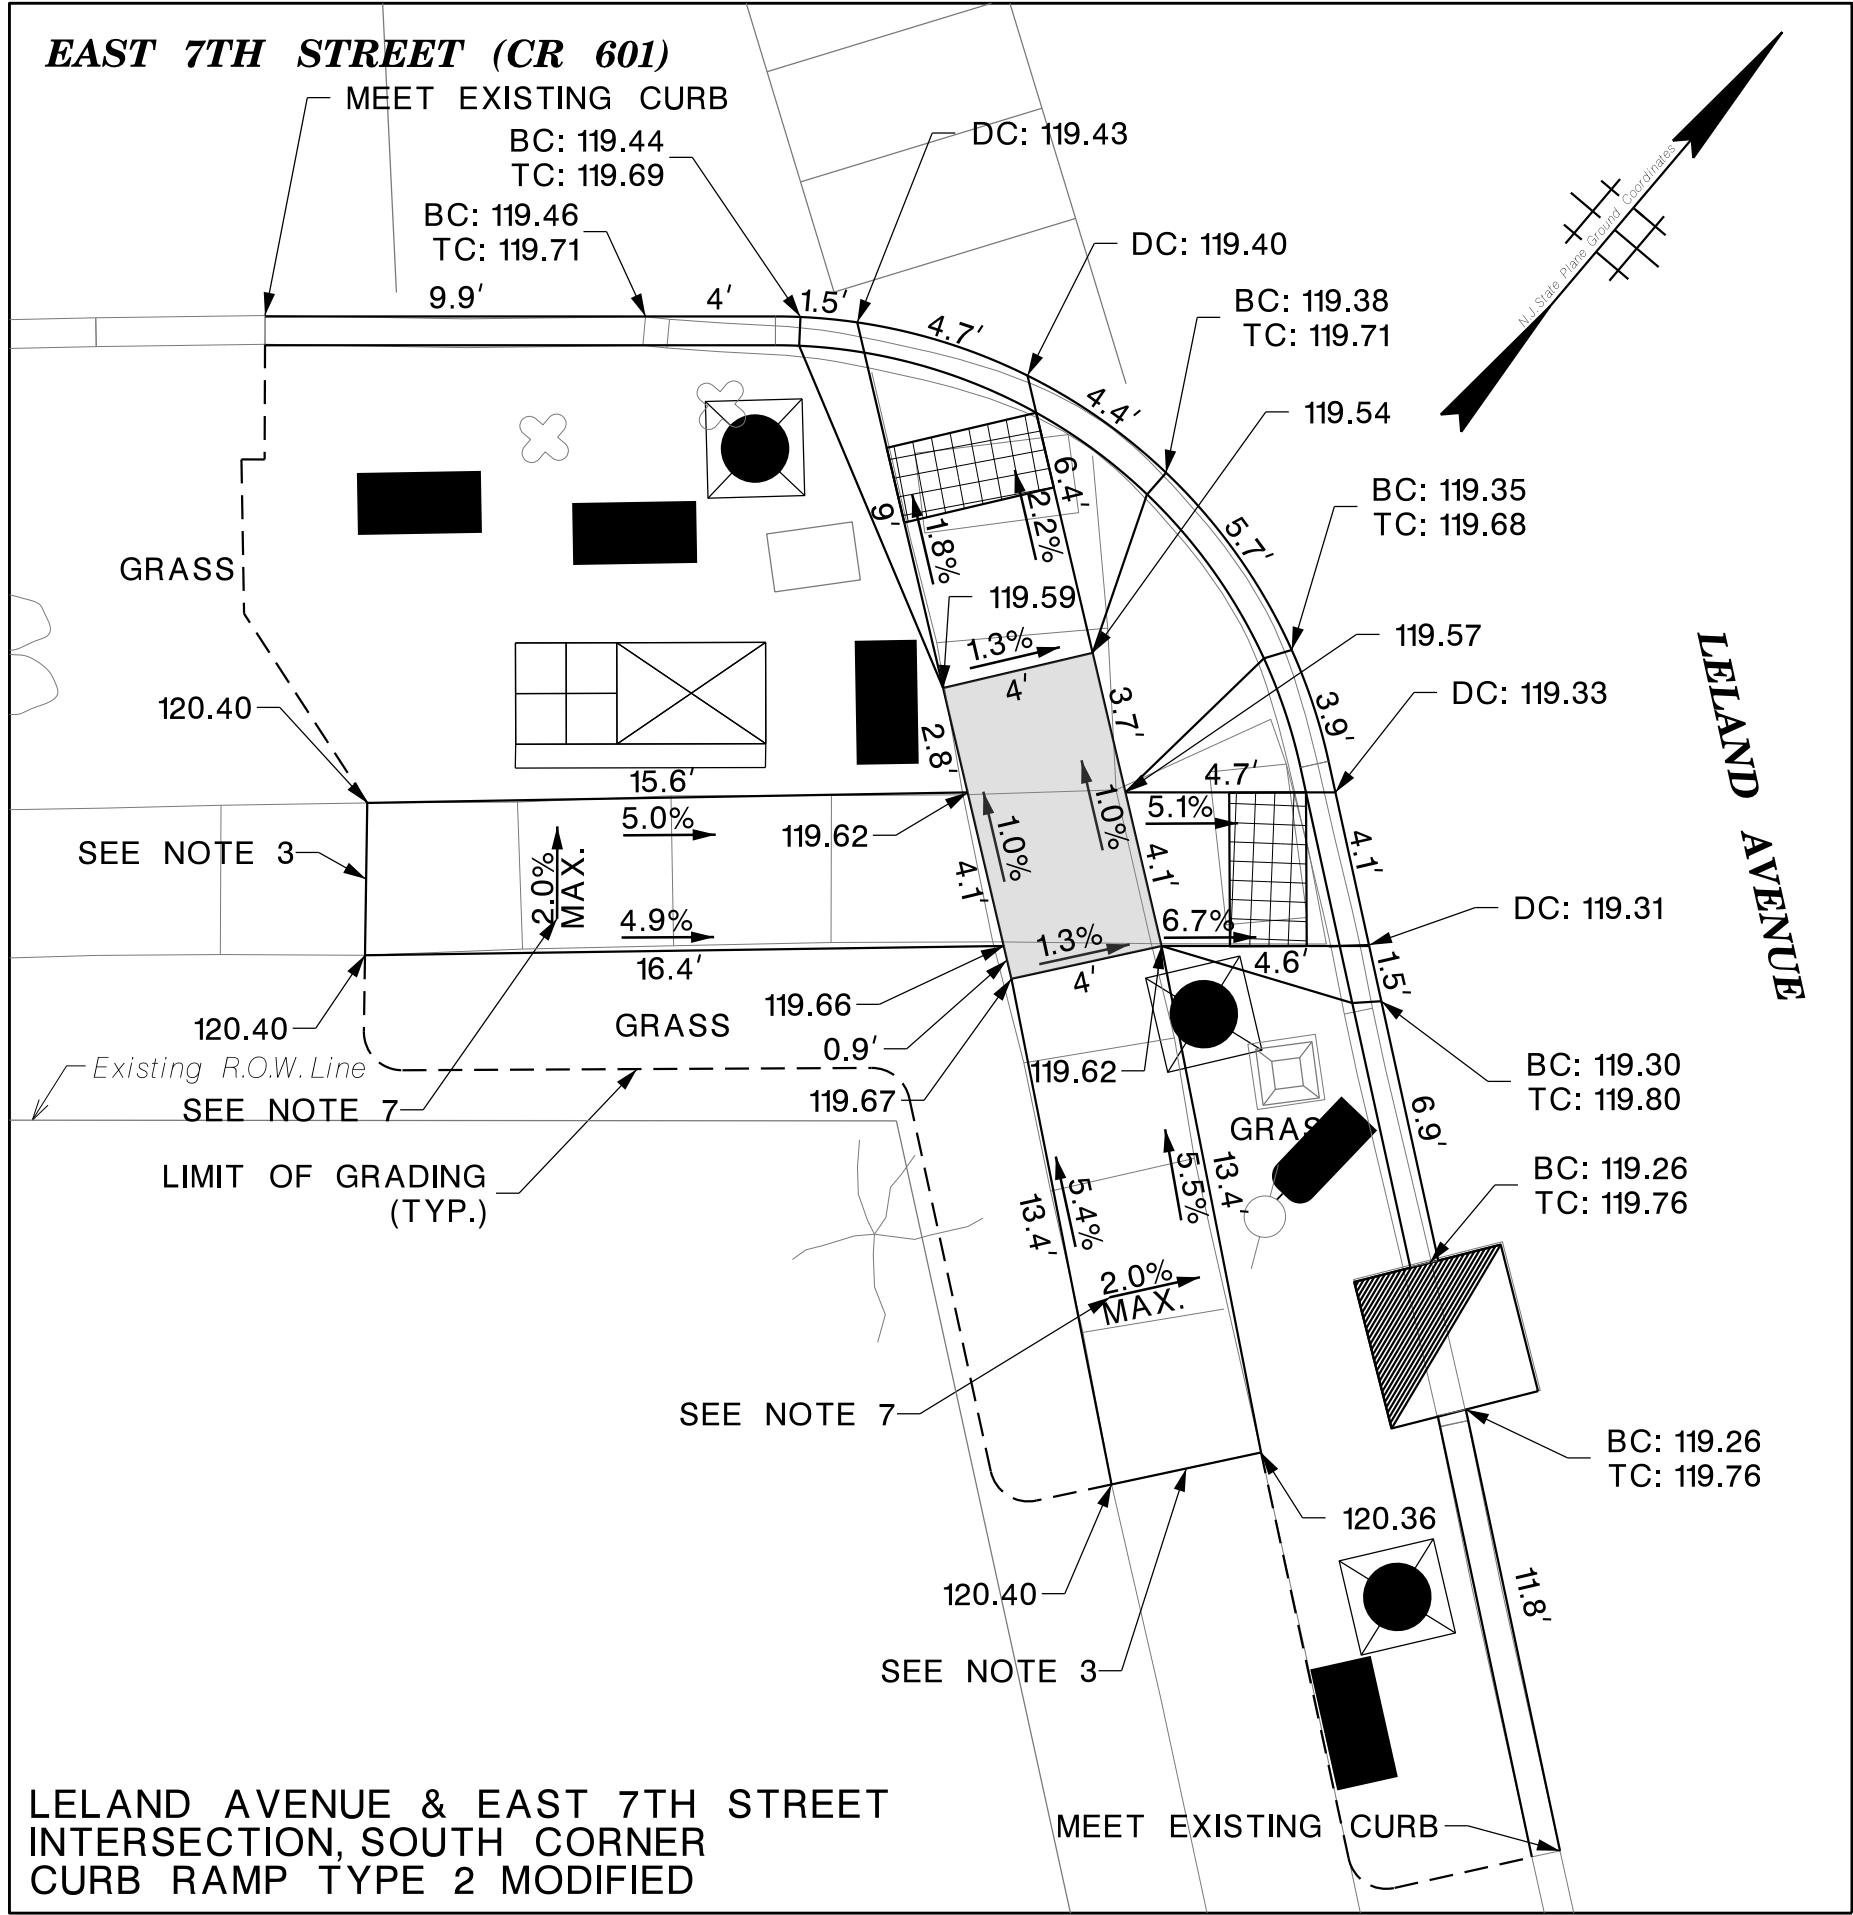 EAST 7TH STREET (CR 601)
MEET EXISTING CURB
BC: 119.44
TC: 119.69
DC: 119.43
BC: 119.46
TC: 119.71
DC: 119.40
9.9'
4'
1.5'
4.7'
BC: 119.38
TC: 119.71
N.J. State Plane Ground Coordinates
4.4'
119.54
BC: 119.35
TC: 119.68
6.4'
9'
2.2%
1.8%
5.7'
GRASS
119.59
119.57
1.3%
4'
LELAND AVENUE
120.40
3.7'
3.9'
DC: 119.33
2.8'
15.6'
4.7'
5.0%
5.1%
119.62
1.0%
1.0%
SEE NOTE 3
2.0%
MAX.
4.1'
4.1'
4.1'
4.9%
6.7%
DC: 119.31
1.3%
16.4'
4'
4.6'
1.5'
119.66
120.40
GRASS
0.9'
119.62
Existing R.O.W. Line
BC: 119.30
TC: 119.80
119.67
SEE NOTE 7
GRAS
6.9'
LIMIT OF GRADING
(TYP.)
BC: 119.26
TC: 119.76
13.4'
5.4%
5.5%
13.4'
2.0%
MAX.
SEE NOTE 7
BC: 119.26
TC: 119.76
120.36
120.40
11.8'
SEE NOTE 3
MEET EXISTING CURB
LELAND AVENUE & EAST 7TH STREET
INTERSECTION, SOUTH CORNER
CURB RAMP TYPE 2 MODIFIED